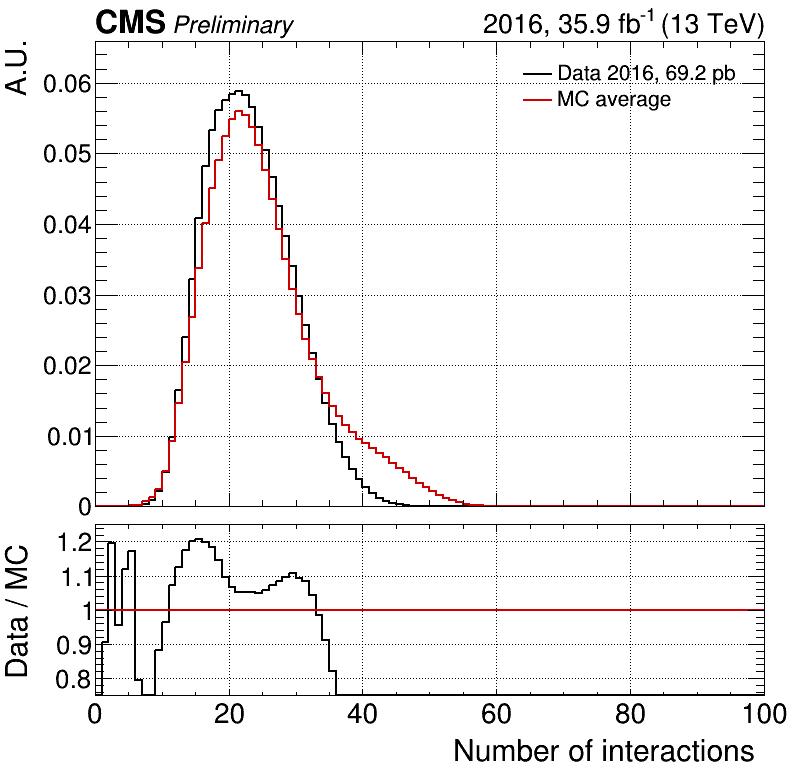 CMS Preliminary 2016, 35.9 fb⁻¹ (13 TeV)
A.U.
Data 2016, 69.2 pb
MC average
0.06
0.05
0.04
0.03
0.02
0.01
0
Data / MC
1.2
1.1
1
0.9
0.8
0 20 40 60 80 100
Number of interactions